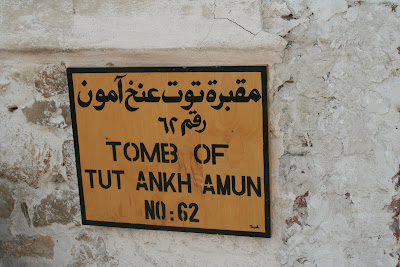 مقبرة توت عنخ آمون
رقم ٦٢
TOMB OF
TUT ANKH AMUN
NO: 62